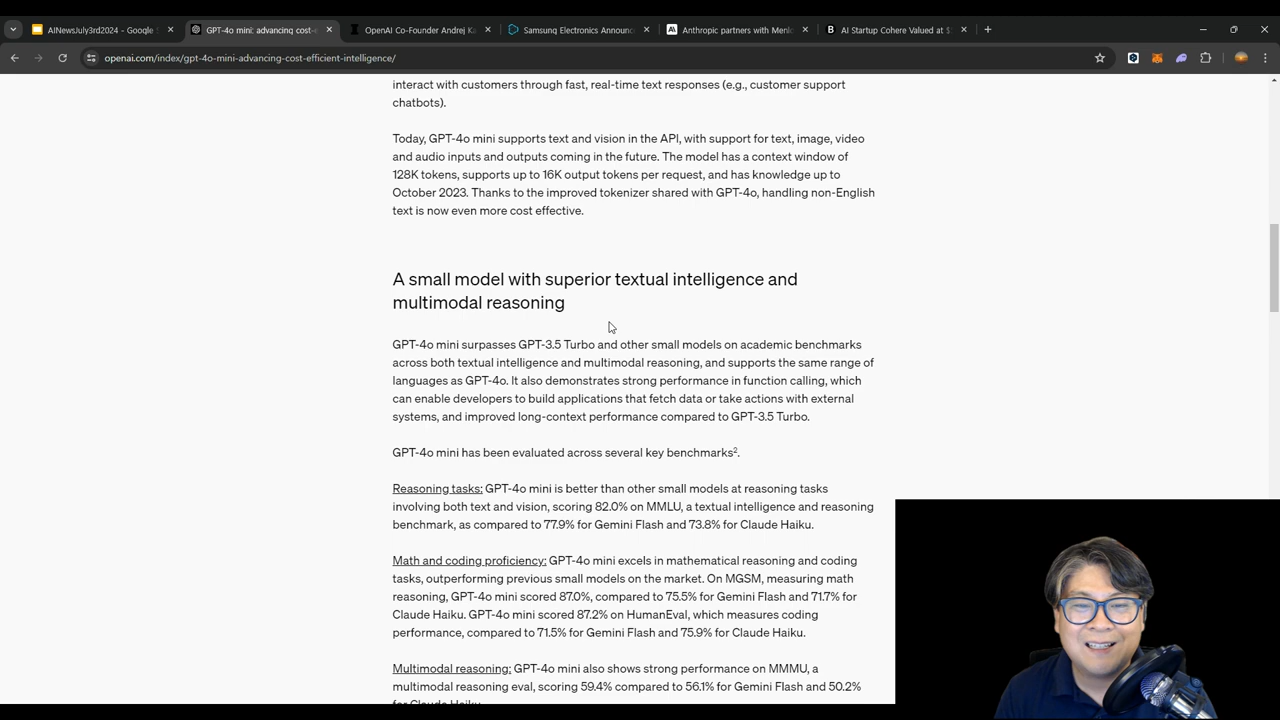 AINewsJuly3rd2024 - Google S
GPT-4o mini: advancing cost-e
OpenAI Co-Founder Andrej Ka
Samsung Electronics Announc
Anthropic partners with Menlo
AI Startup Cohere Valued at $
openai.com/index/gpt-4o-mini-advancing-cost-efficient-intelligence/
interact with customers through fast, real-time text responses (e.g., customer support
chatbots).
Today, GPT-4o mini supports text and vision in the API, with support for text, image, video
and audio inputs and outputs coming in the future. The model has a context window of
128K tokens, supports up to 16K output tokens per request, and has knowledge up to
October 2023. Thanks to the improved tokenizer shared with GPT-4o, handling non-English
text is now even more cost effective.
A small model with superior textual intelligence and
multimodal reasoning
GPT-4o mini surpasses GPT-3.5 Turbo and other small models on academic benchmarks
across both textual intelligence and multimodal reasoning, and supports the same range of
languages as GPT-4o. It also demonstrates strong performance in function calling, which
can enable developers to build applications that fetch data or take actions with external
systems, and improved long-context performance compared to GPT-3.5 Turbo.
GPT-4o mini has been evaluated across several key benchmarks2.
Reasoning tasks: GPT-4o mini is better than other small models at reasoning tasks
involving both text and vision, scoring 82.0% on MMLU, a textual intelligence and reasoning
benchmark, as compared to 77.9% for Gemini Flash and 73.8% for Claude Haiku.
Math and coding proficiency: GPT-4o mini excels in mathematical reasoning and coding
tasks, outperforming previous small models on the market. On MGSM, measuring math
reasoning, GPT-4o mini scored 87.0%, compared to 75.5% for Gemini Flash and 71.7% for
Claude Haiku. GPT-4o mini scored 87.2% on HumanEval, which measures coding
performance, compared to 71.5% for Gemini Flash and 75.9% for Claude Haiku.
Multimodal reasoning: GPT-4o mini also shows strong performance on MMMU, a
multimodal reasoning eval, scoring 59.4% compared to 56.1% for Gemini Flash and 50.2%
for Claude Haiku.